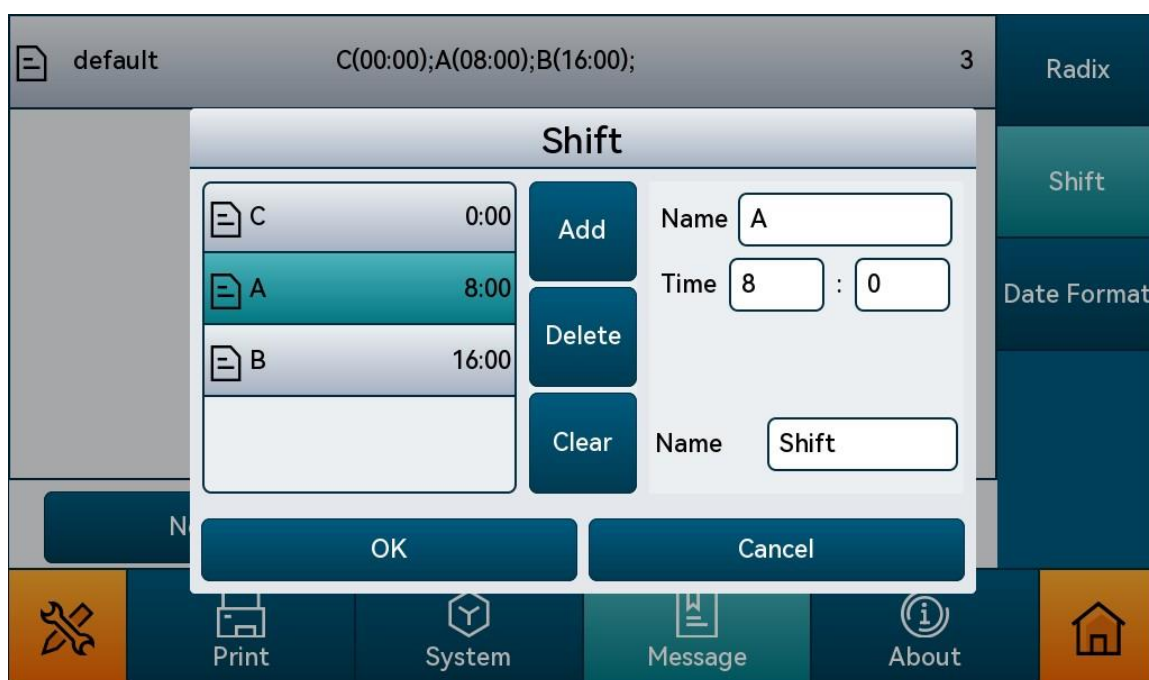 default C(00:00);A(08:00);B(16:00); 3
Radix
Shift
Shift
Date Format
C 0:00
A 8:00
B 16:00
Add
Delete
Clear
Name A
Time 8 : 0
Name Shift
OK
Cancel
Print
System
Message
About